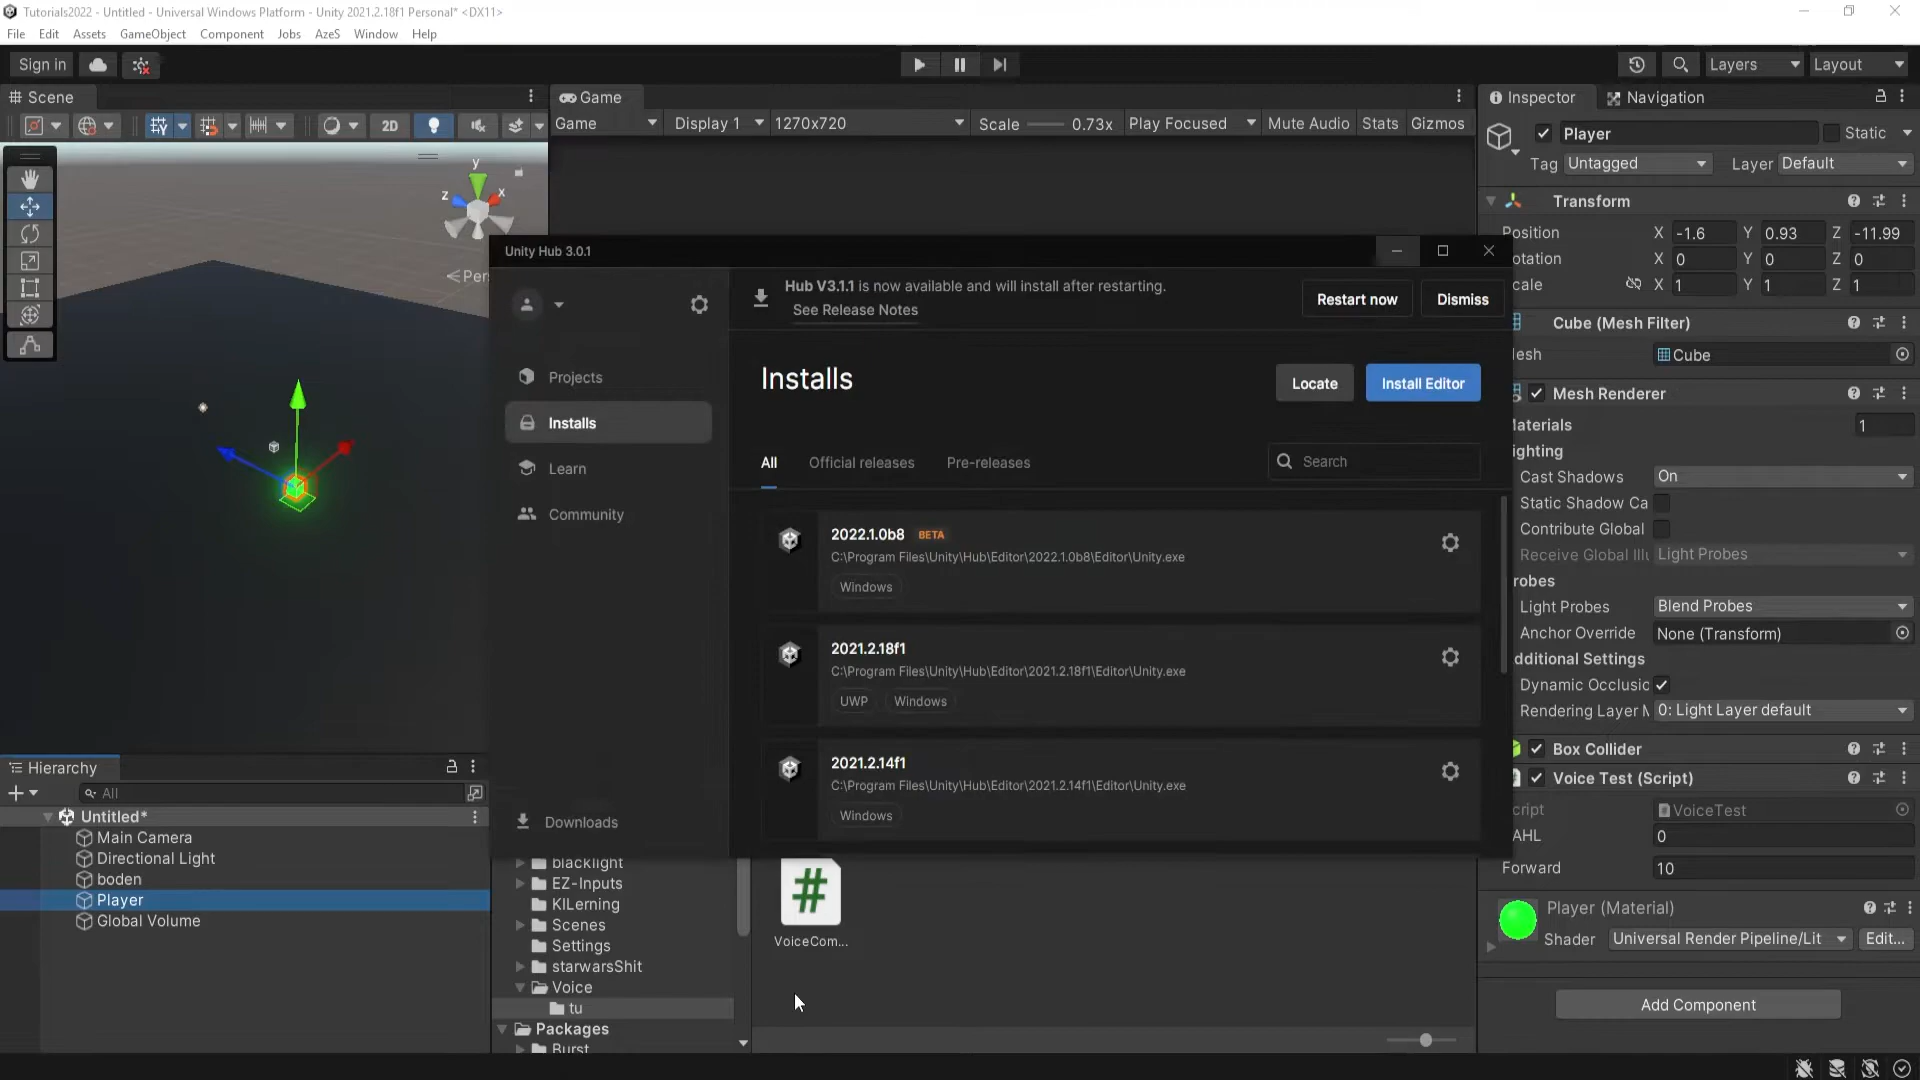 Tutorials2022 - Untitled - Universal Windows Platform - Unity 2021.2.18f1 Personal* <DX11>
File Edit Assets GameObject Component Jobs AzeS Window Help
Sign in
Layers
Layout
Scene
2D
y
x
z
Pers
Game
Game
Display 1
1270x720
Scale
0.73x
Play Focused
Mute Audio
Stats
Gizmos
Unity Hub 3.0.1
Hub V3.1.1 is now available and will install after restarting.
See Release Notes
Restart now
Dismiss
Projects
Installs
Learn
Community
Downloads
Installs
Locate
Install Editor
All
Official releases
Pre-releases
Search
2022.1.0b8 BETA
C:\Program Files\Unity\Hub\Editor\2022.1.0b8\Editor\Unity.exe
Windows
2021.2.18f1
C:\Program Files\Unity\Hub\Editor\2021.2.18f1\Editor\Unity.exe
UWP Windows
2021.2.14f1
C:\Program Files\Unity\Hub\Editor\2021.2.14f1\Editor\Unity.exe
Windows
Hierarchy
All
Untitled*
Main Camera
Directional Light
boden
Player
Global Volume
blacklight
EZ-Inputs
KILerning
Scenes
Settings
starwarsShit
Voice
tu
Packages
Burst
#
VoiceCom...
Inspector
Navigation
Player
Static
Tag Untagged
Layer Default
Transform
Position X -1.6 Y 0.93 Z -11.99
otation X 0 Y 0 Z 0
cale X 1 Y 1 Z 1
Cube (Mesh Filter)
lesh Cube
Mesh Renderer
aterials 1
ighting
Cast Shadows On
Static Shadow Ca
Contribute Global
Receive Global Illu Light Probes
robes
Light Probes Blend Probes
Anchor Override None (Transform)
dditional Settings
Dynamic Occlusic
Rendering Layer M 0: Light Layer default
Box Collider
Voice Test (Script)
cript VoiceTest
AHL 0
Forward 10
Player (Material)
Shader Universal Render Pipeline/Lit Edit...
Add Component